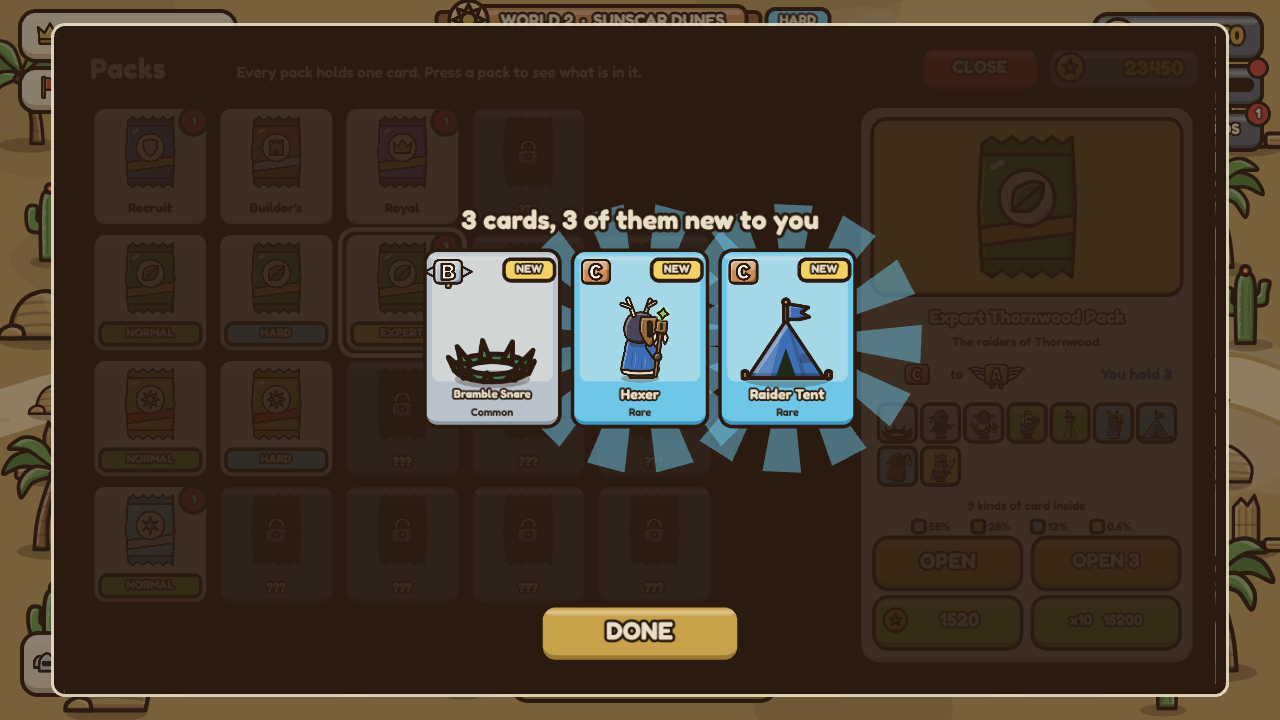 WORLD 2 · SUNSCAR DUNES
HARD
Packs
Every pack holds one card. Press a pack to see what is in it.
CLOSE
23450
1
1
Recruit
Builder's
Royal
3 cards, 3 of them new to you
B
NEW
C
NEW
C
NEW
Bramble Snare
Common
Hexer
Rare
Raider Tent
Rare
NORMAL
HARD
EXPERT
Expert Thornwood Pack
The raiders of Thornwood.
C to A
You hold 3
NORMAL
HARD
???
???
???
9 kinds of card inside
58%
28%
13%
0.6%
1
OPEN
OPEN 3
NORMAL
???
???
???
???
1520
x10 15200
DONE
1